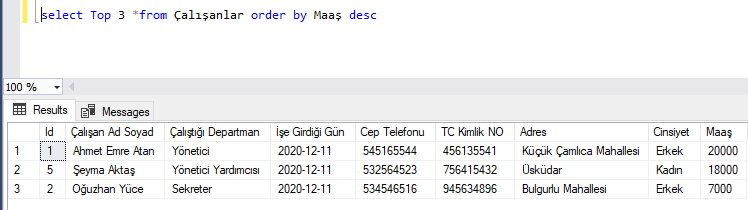 select Top 3 *from Çalışanlar order by Maaş desc
100 %
Results Messages
Id Çalışan Ad Soyad Çalıştığı Departman İşe Girdiği Gün Cep Telefonu TC Kimlik NO Adres Cinsiyet Maaş
1 1 Ahmet Emre Atan Yönetici 2020-12-11 545165544 456135541 Küçük Çamlıca Mahallesi Erkek 20000
2 5 Şeyma Aktaş Yönetici Yardımcısı 2020-12-11 532564523 756415432 Üsküdar Kadın 18000
3 2 Oğuzhan Yüce Sekreter 2020-12-11 534546516 945634896 Bulgurlu Mahallesi Erkek 7000